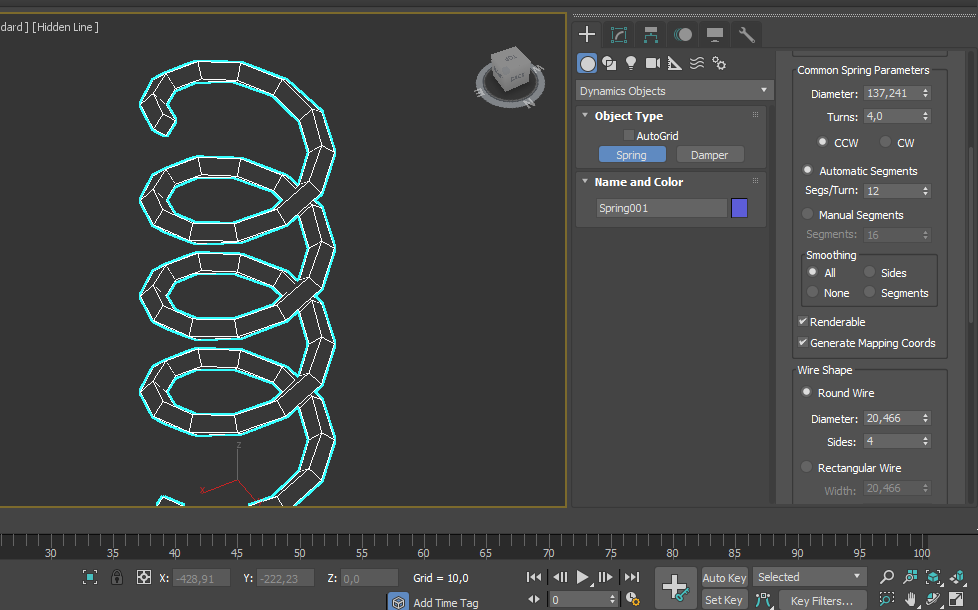 dard ] [Hidden Line ]
BACK
N
z
x
Dynamics Objects
Object Type
AutoGrid
Spring Damper
Name and Color
Spring001
Common Spring Parameters
Diameter: 137,241
Turns: 4,0
CCW CW
Automatic Segments
Segs/Turn: 12
Manual Segments
Segments: 16
Smoothing
All Sides
None Segments
Renderable
Generate Mapping Coords
Wire Shape
Round Wire
Diameter: 20,466
Sides: 4
Rectangular Wire
Width: 20,466
30 35 40 45 50 55 60 65 70 75 80 85 90 95 100
X: -428,91 Y: -222,23 Z: 0,0 Grid = 10,0
Auto Key Selected
Add Time Tag 0 Set Key Key Filters...